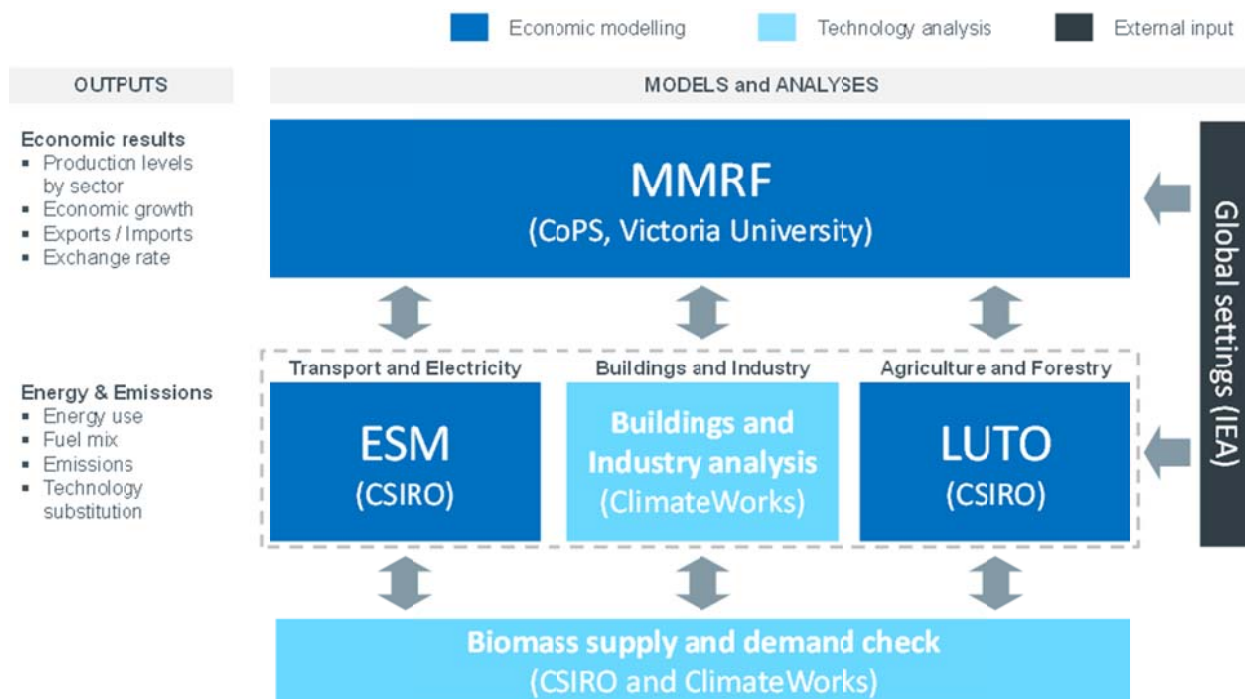 Economic modelling
Technology analysis
External input
OUTPUTS
MODELS and ANALYSES
Economic results
▪ Production levels
by sector
▪ Economic growth
▪ Exports / Imports
▪ Exchange rate
MMRF
(CoPS, Victoria University)
Global settings (IEA)
Energy & Emissions
▪ Energy use
▪ Fuel mix
▪ Emissions
▪ Technology
substitution
Transport and Electricity
ESM
(CSIRO)
Buildings and Industry
Buildings and
Industry analysis
(ClimateWorks)
Agriculture and Forestry
LUTO
(CSIRO)
Biomass supply and demand check
(CSIRO and ClimateWorks)